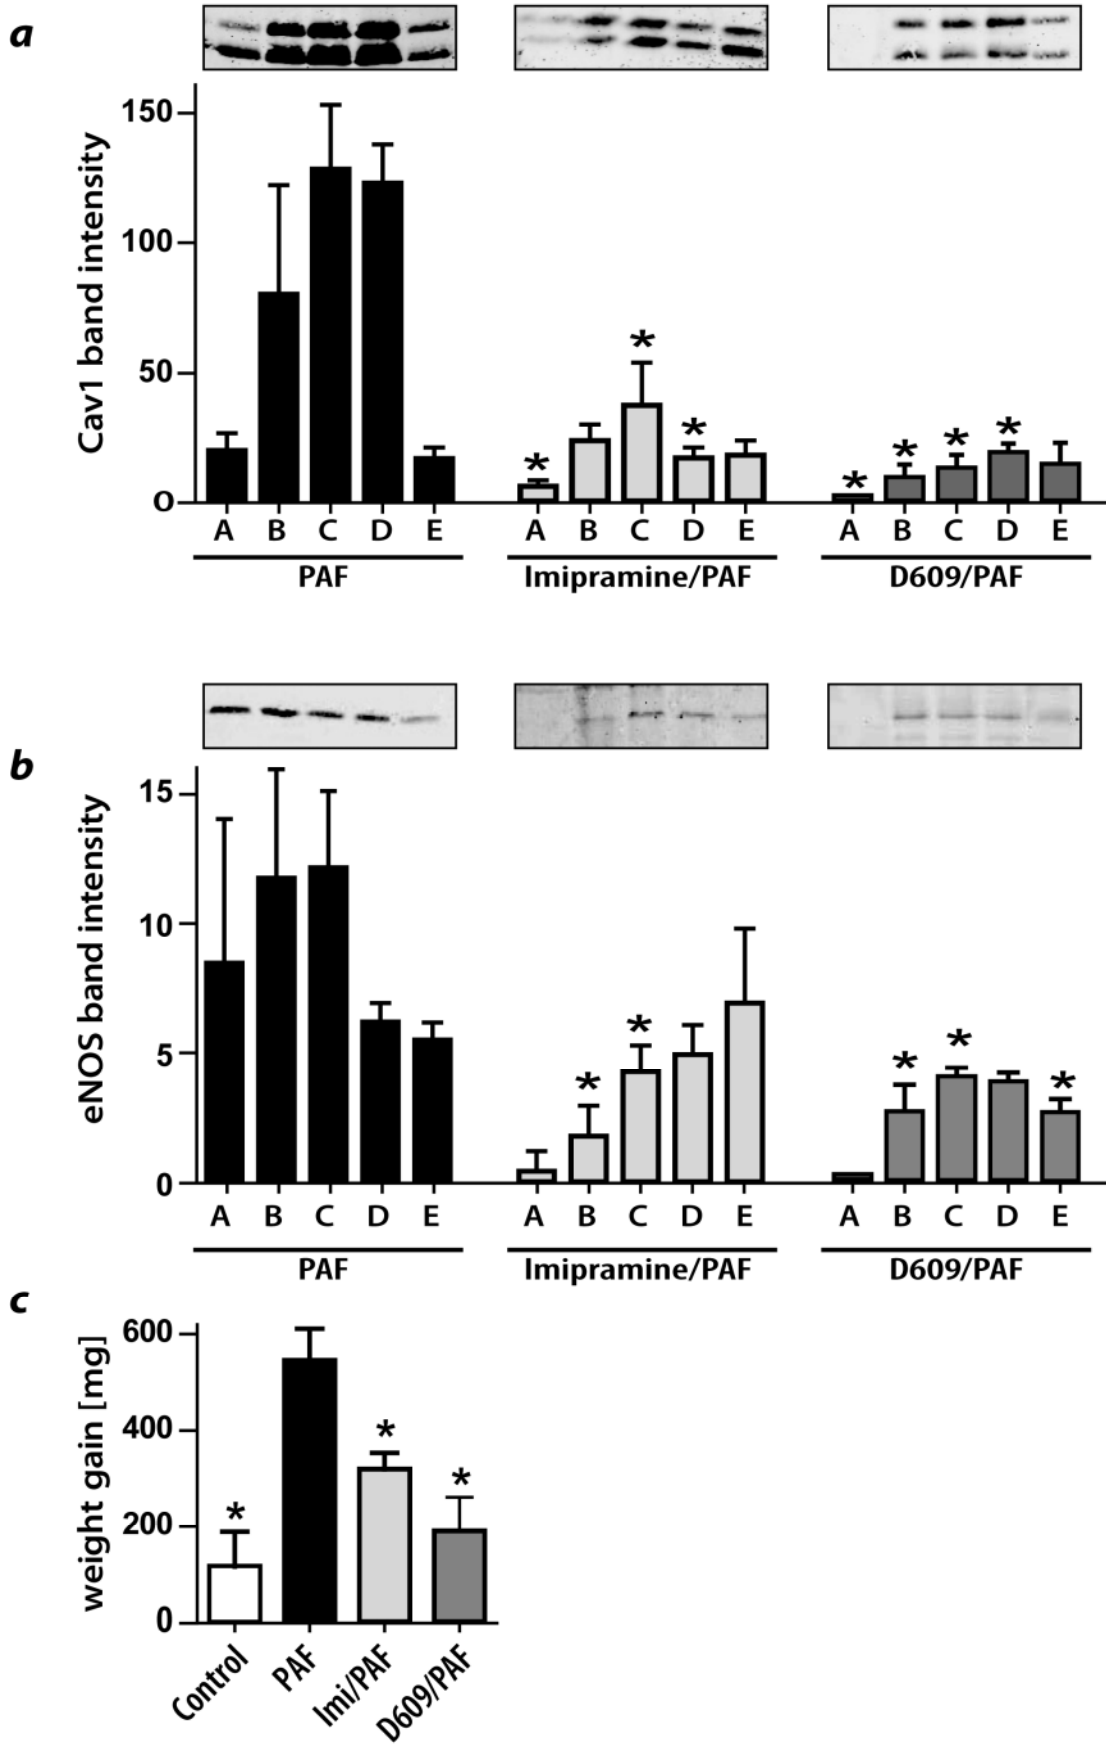 a
Cav1 band intensity
150
100
50
0
* * * * * * *
A B C D E A B C D E A B C D E
PAF Imipramine/PAF D609/PAF
b
eNOS band intensity
15
10
5
0
* * * * *
A B C D E A B C D E A B C D E
PAF Imipramine/PAF D609/PAF
c
weight gain [mg]
600
400
200
0
* * *
Control PAF Imi/PAF D609/PAF